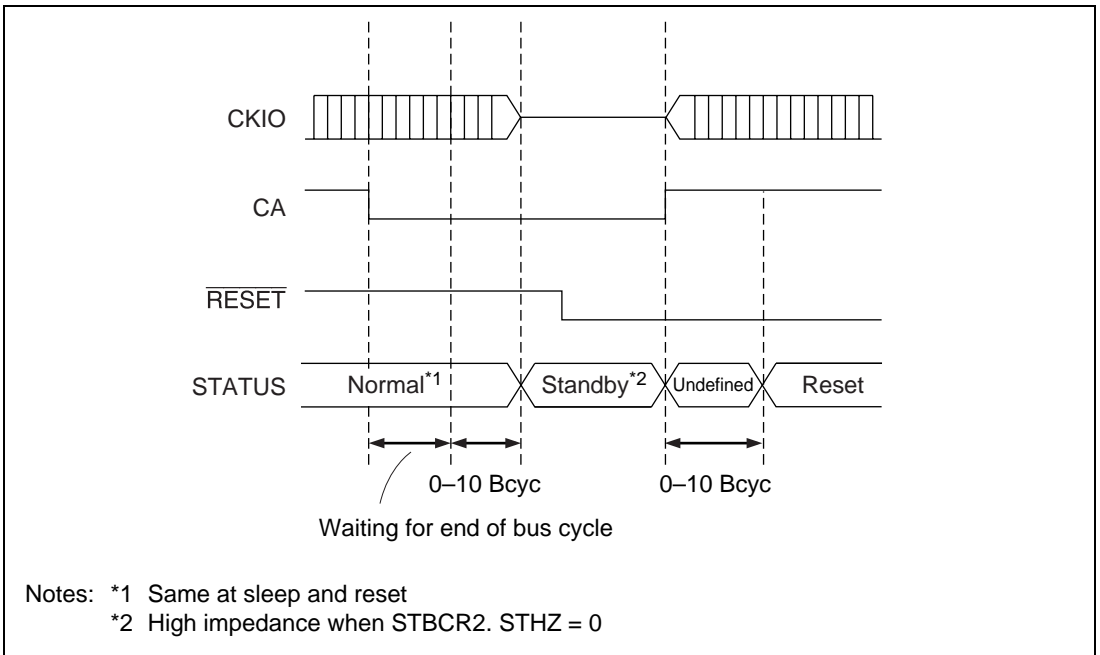 CKIO
CA
RESET
STATUS Normal*1 Standby*2 Undefined Reset
0–10 Bcyc 0–10 Bcyc
Waiting for end of bus cycle
Notes: *1 Same at sleep and reset
*2 High impedance when STBCR2. STHZ = 0